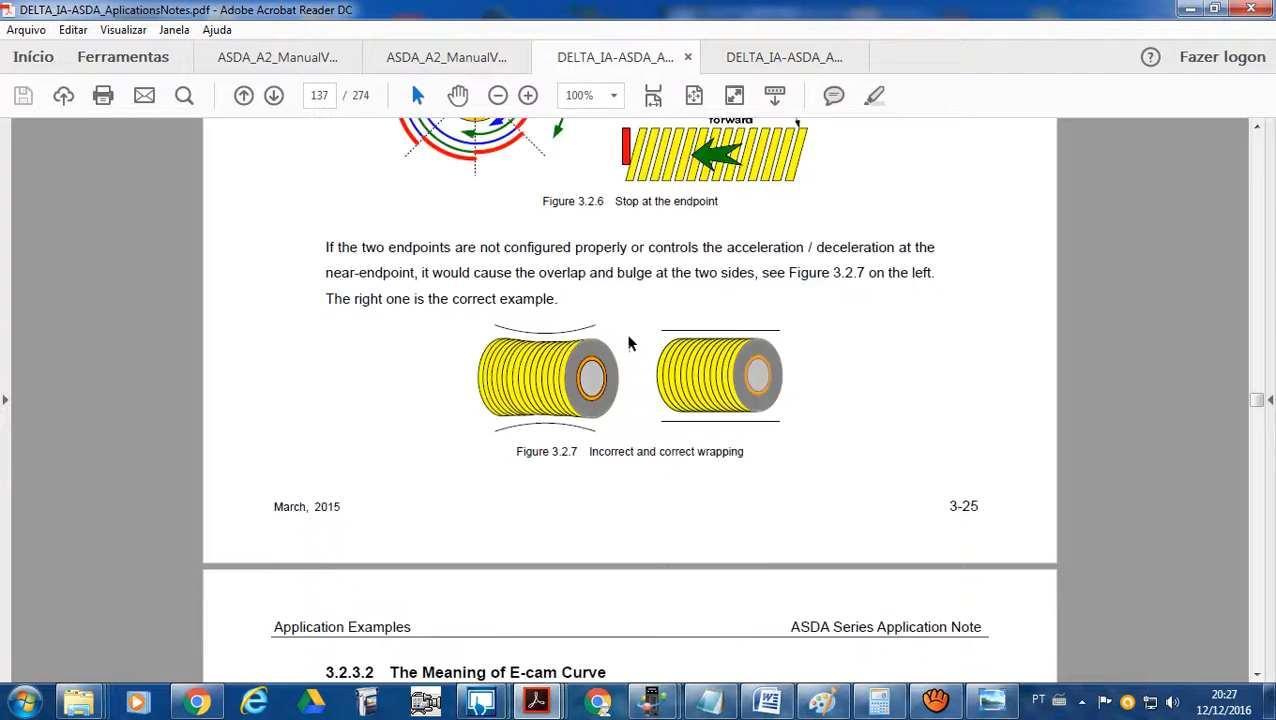 DELTA_IA-ASDA_AplicationsNotes.pdf - Adobe Acrobat Reader DC
Arquivo Editar Visualizar Janela Ajuda
Início Ferramentas ASDA_A2_ManualV... ASDA_A2_ManualV... DELTA_IA-ASDA_A... × DELTA_IA-ASDA_A... Fazer logon
137 / 274 100%
forward
Figure 3.2.6 Stop at the endpoint
If the two endpoints are not configured properly or controls the acceleration / deceleration at the
near-endpoint, it would cause the overlap and bulge at the two sides, see Figure 3.2.7 on the left.
The right one is the correct example.
Figure 3.2.7 Incorrect and correct wrapping
March, 2015 3-25
Application Examples ASDA Series Application Note
3.2.3.2 The Meaning of E-cam Curve
PT 20:27
12/12/2016